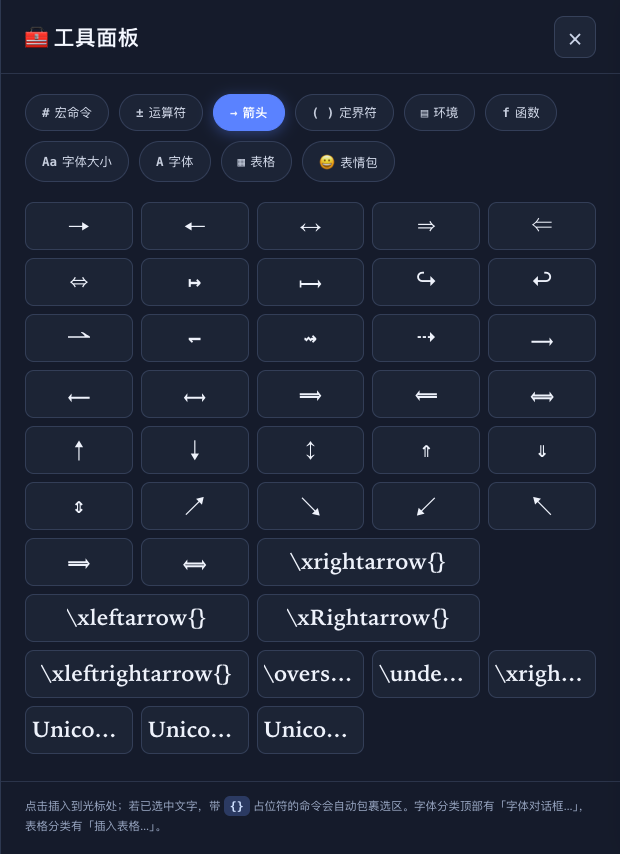 🧰 工具面板 ×
# 宏命令 ± 运算符 → 箭头 ( ) 定界符 ▤ 环境 f 函数
Aa 字体大小 A 字体 ▦ 表格 😀 表情包
→ ← ↔ ⇒ ⇐
⇔ ↦ ⟼ ↪ ↩
⇀ ↽ ⇝ ⇢ ⟶
⟵ ⟷ ⟹ ⟸ ⟺
↑ ↓ ↕ ⇑ ⇓
⇕ ↗ ↘ ↙ ↖
⟹ ⟺ \xrightarrow{}
\xleftarrow{} \xRightarrow{}
\xleftrightarrow{} \overs... \unde... \xrigh...
Unico... Unico... Unico...
点击插入到光标处；若已选中文字，带 {} 占位符的命令会自动包裹选区。字体分类顶部有「字体对话框…」，
表格分类有「插入表格…」。